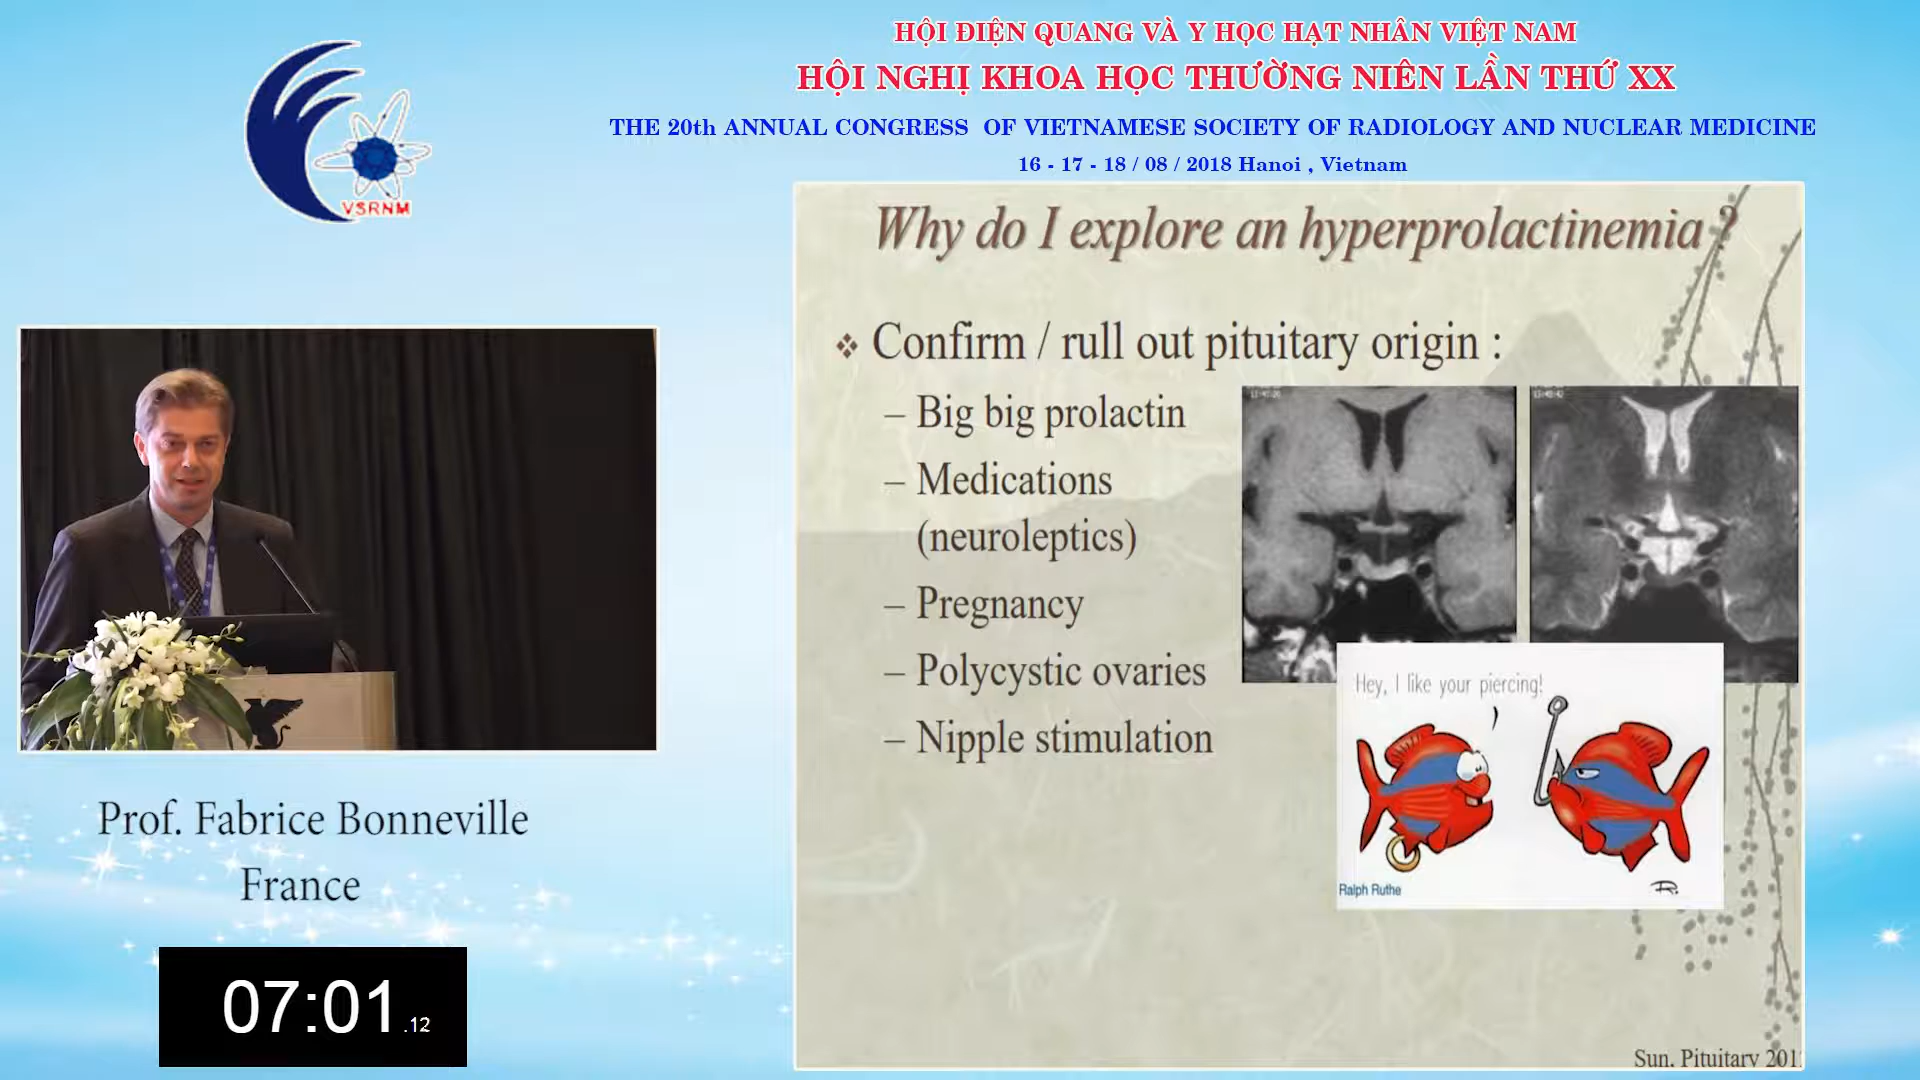 HỘI ĐIỆN QUANG VÀ Y HỌC HẠT NHÂN VIỆT NAM
HỘI NGHỊ KHOA HỌC THƯỜNG NIÊN LẦN THỨ XX
THE 20th ANNUAL CONGRESS OF VIETNAMESE SOCIETY OF RADIOLOGY AND NUCLEAR MEDICINE
16 - 17 - 18 / 08 / 2018 Hanoi , Vietnam
VSRNM
Why do I explore an hyperprolactinemia ?
❖ Confirm / rull out pituitary origin :
– Big big prolactin
– Medications
(neuroleptics)
– Pregnancy
– Polycystic ovaries
– Nipple stimulation
Hey, I like your piercing!
Ralph Ruthe
R.
Sun, Pituitary
Prof. Fabrice Bonneville
France
07:01.12